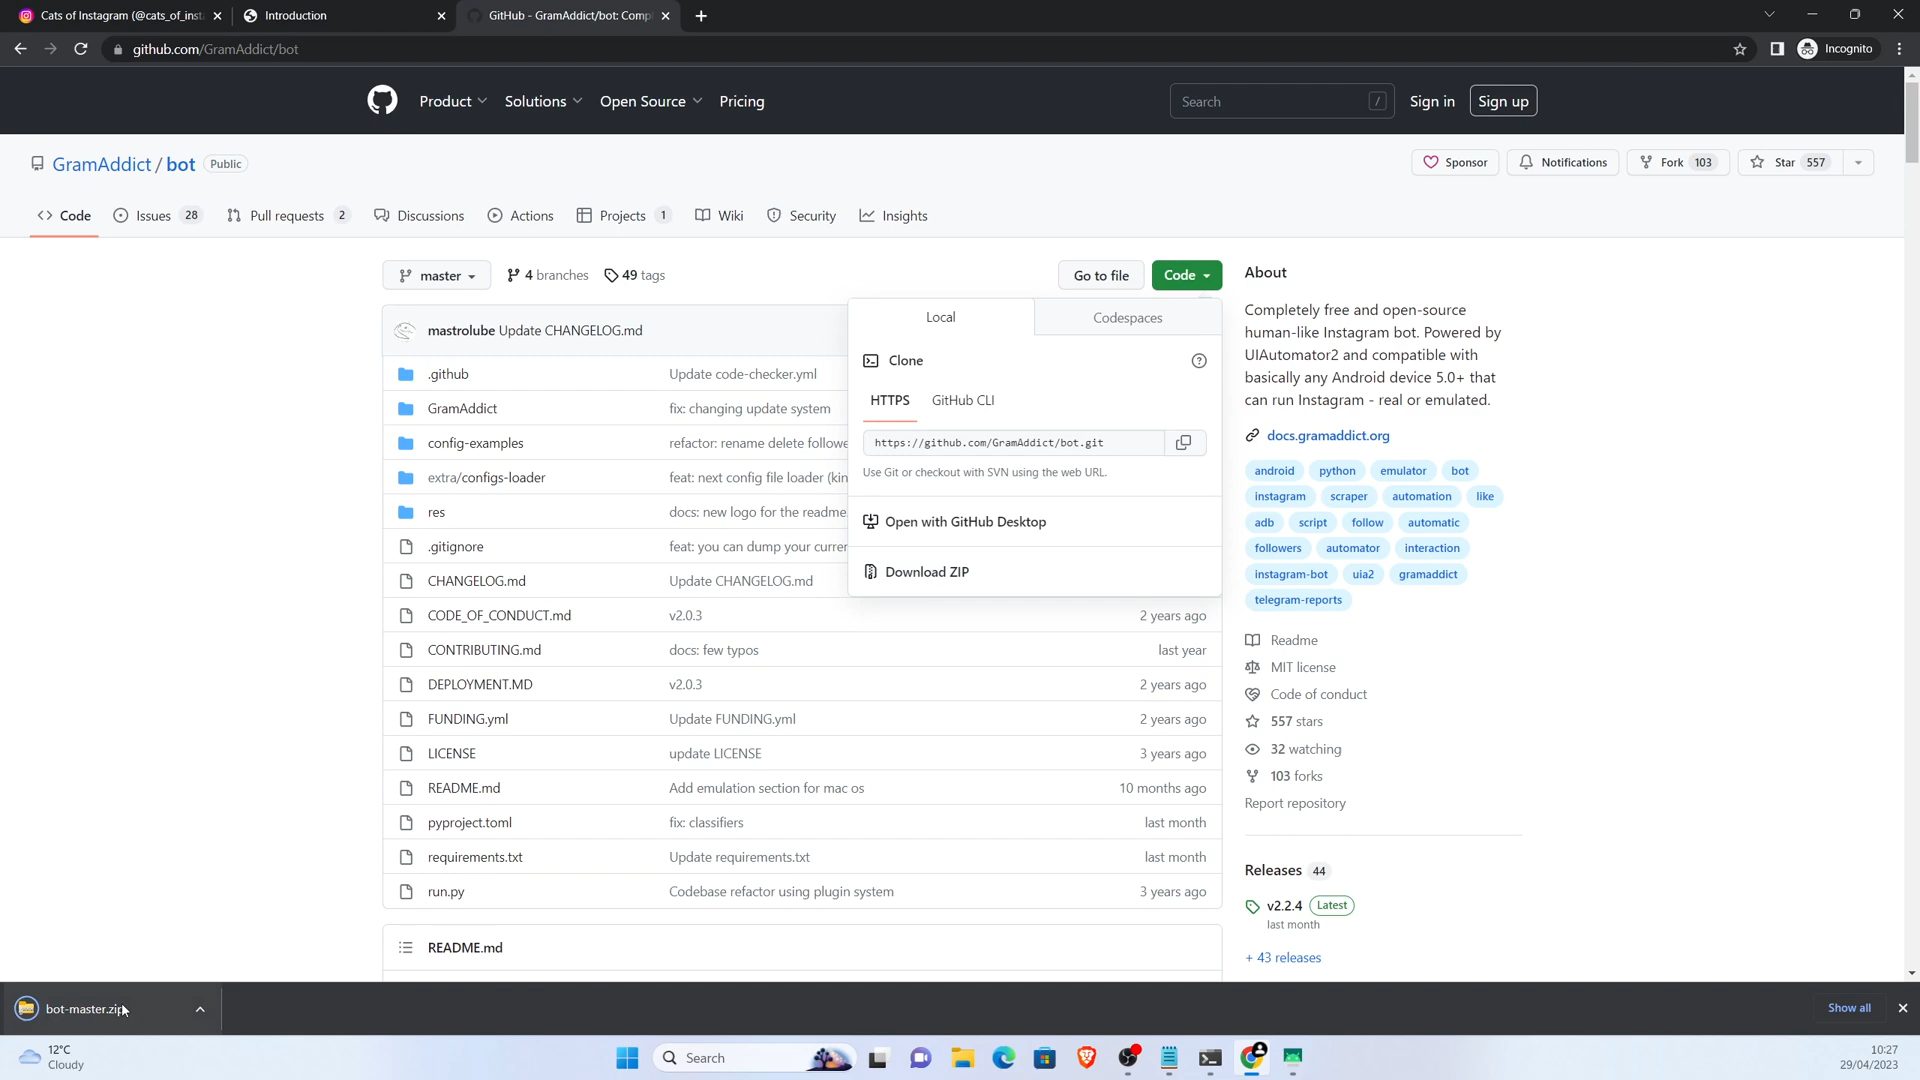 Cats of Instagram (@cats_of_inst
Introduction
GitHub - GramAddict/bot: Compl
github.com/GramAddict/bot
Incognito
Product
Solutions
Open Source
Pricing
Search
/
Sign in
Sign up
GramAddict / bot
Public
Sponsor
Notifications
Fork 103
Star 557
Code
Issues 28
Pull requests 2
Discussions
Actions
Projects 1
Wiki
Security
Insights
master
4 branches
49 tags
Go to file
Code
mastrolube Update CHANGELOG.md
.github Update code-checker.yml
GramAddict fix: changing update system
config-examples refactor: rename delete followe
extra/configs-loader feat: next config file loader (kin
res docs: new logo for the readme.
.gitignore feat: you can dump your curren
CHANGELOG.md Update CHANGELOG.md
CODE_OF_CONDUCT.md v2.0.3 2 years ago
CONTRIBUTING.md docs: few typos last year
DEPLOYMENT.MD v2.0.3 2 years ago
FUNDING.yml Update FUNDING.yml 2 years ago
LICENSE update LICENSE 3 years ago
README.md Add emulation section for mac os 10 months ago
pyproject.toml fix: classifiers last month
requirements.txt Update requirements.txt last month
run.py Codebase refactor using plugin system 3 years ago
README.md
Local
Codespaces
Clone
HTTPS
GitHub CLI
https://github.com/GramAddict/bot.git
Use Git or checkout with SVN using the web URL.
Open with GitHub Desktop
Download ZIP
About
Completely free and open-source
human-like Instagram bot. Powered by
UIAutomator2 and compatible with
basically any Android device 5.0+ that
can run Instagram - real or emulated.
docs.gramaddict.org
android python emulator bot
instagram scraper automation like
adb script follow automatic
followers automator interaction
instagram-bot uia2 gramaddict
telegram-reports
Readme
MIT license
Code of conduct
557 stars
32 watching
103 forks
Report repository
Releases 44
v2.2.4 Latest
last month
+ 43 releases
bot-master.zip
Show all
12°C
Cloudy
Search
10:27
29/04/2023